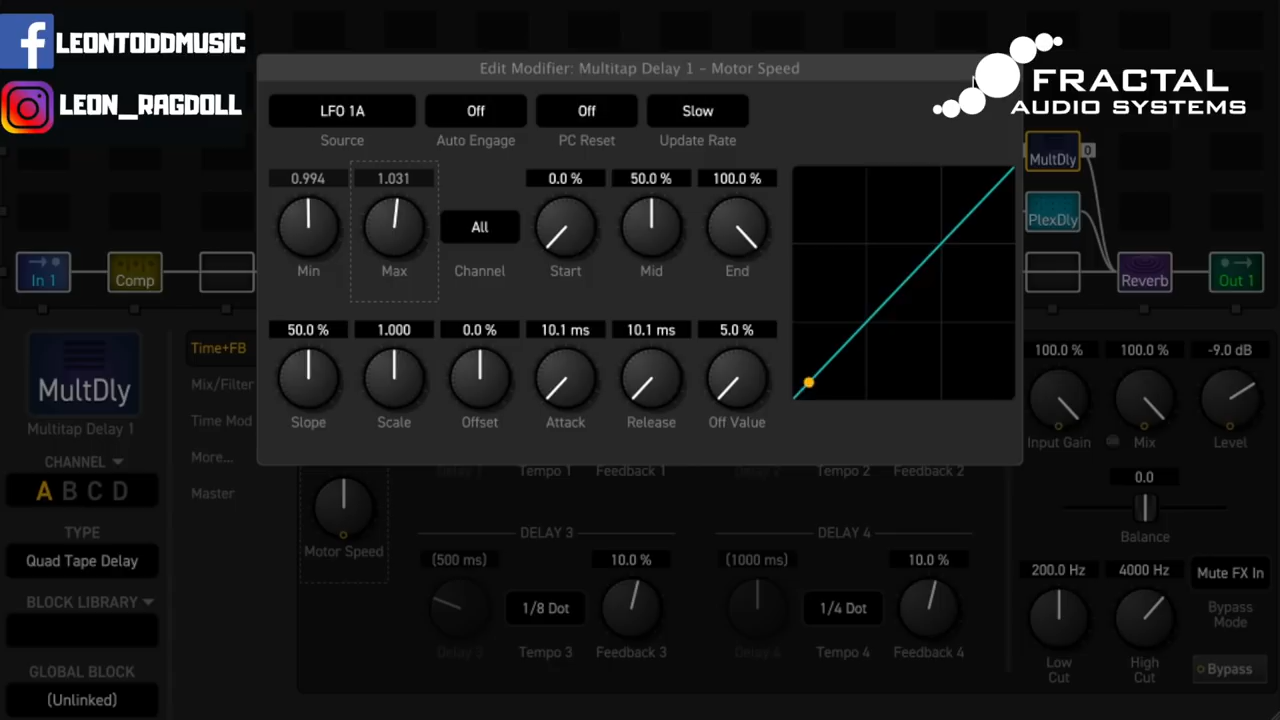 LEONTODDMUSIC
LEON_RAGDOLL
FRACTAL
AUDIO SYSTEMS
Edit Modifier: Multitap Delay 1 - Motor Speed
LFO 1A
Off
Off
Slow
Source
Auto Engage
PC Reset
Update Rate
0.994
1.031
All
0.0 %
50.0 %
100.0 %
Min
Max
Channel
Start
Mid
End
50.0 %
1.000
0.0 %
10.1 ms
10.1 ms
5.0 %
Slope
Scale
Offset
Attack
Release
Off Value
In 1
Comp
MultDly
0
PlexDly
Reverb
Out 1
MultDly
Multitap Delay 1
CHANNEL
A B C D
TYPE
Quad Tape Delay
BLOCK LIBRARY
GLOBAL BLOCK
(Unlinked)
Time+FB
Mix/Filter
Time Mod
More...
Master
Motor Speed
Delay 1
Tempo 1
Feedback 1
Delay 2
Tempo 2
Feedback 2
DELAY 3
(500 ms)
10.0 %
1/8 Dot
Delay 3
Tempo 3
Feedback 3
DELAY 4
(1000 ms)
10.0 %
1/4 Dot
Delay 4
Tempo 4
Feedback 4
100.0 %
100.0 %
-9.0 dB
Input Gain
Mix
Level
0.0
Balance
200.0 Hz
4000 Hz
Mute FX In
Bypass
Mode
Low
Cut
High
Cut
Bypass